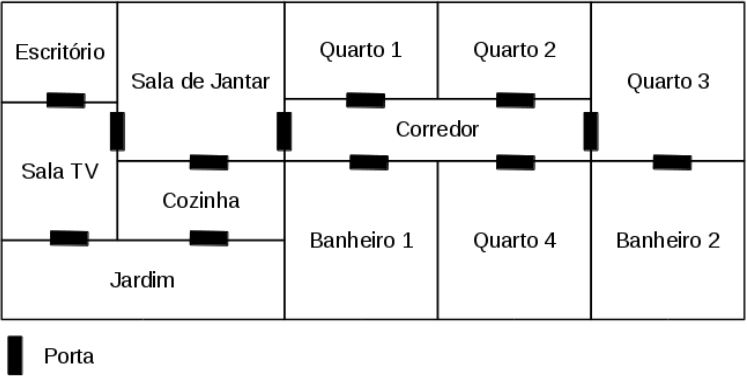 Escritório
Sala de Jantar
Quarto 1
Quarto 2
Quarto 3
Corredor
Sala TV
Cozinha
Banheiro 1
Quarto 4
Banheiro 2
Jardim
Porta